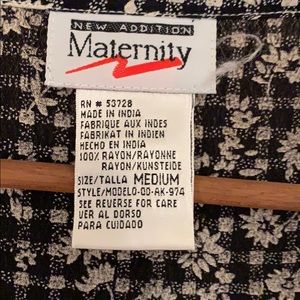 NEW ADDITION
Maternity
RN # 53728
MADE IN INDIA
FABRIQUE AUX INDES
FABRIKAT IN INDIEN
HECHO EN INDIA
100% RAYON/RAYONNE
RAYON/KUNSTEIDE
SIZE/TALLA MEDIUM
STYLE/MODELO-OO-AK-974
SEE REVERSE FOR CARE
VER AL DORSO
PARA CUIDADO